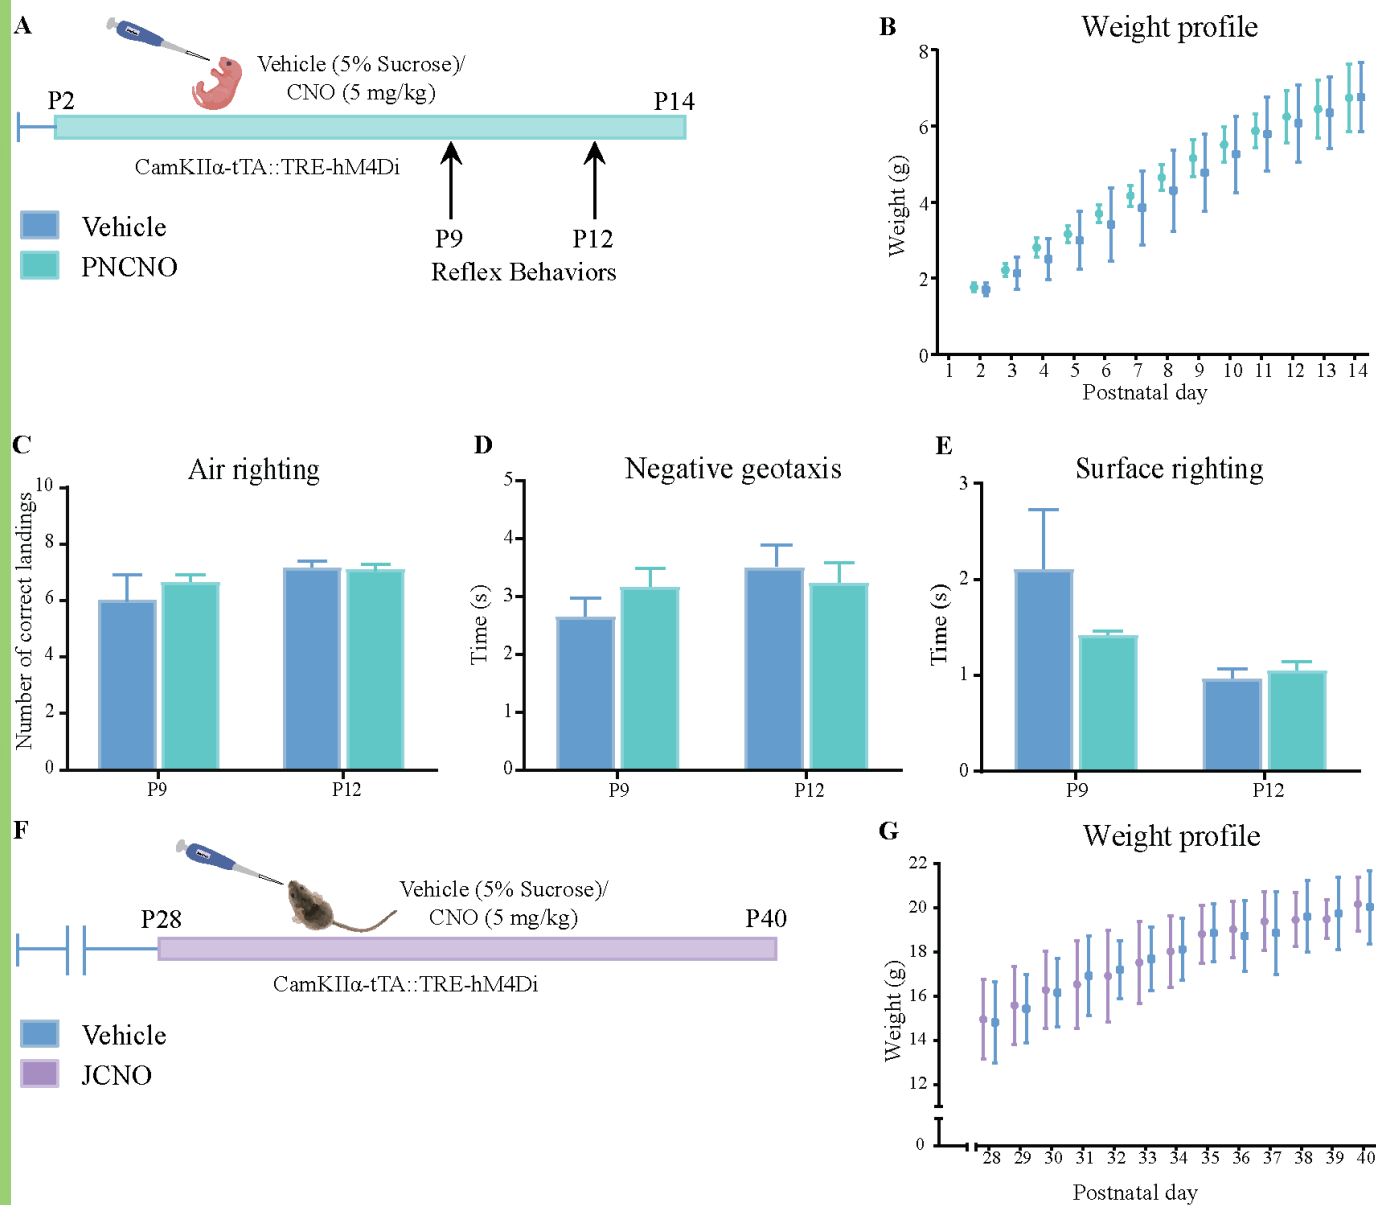 A
Vehicle (5% Sucrose)/
CNO (5 mg/kg)
P2
P14
CamKIIα-tTA::TRE-hM4Di
Vehicle
PNCNO
P9
P12
Reflex Behaviors
B
Weight profile
Weight (g)
8
6
4
2
0
1 2 3 4 5 6 7 8 9 10 11 12 13 14
Postnatal day
C
Air righting
Number of correct landings
10
8
6
4
2
0
P9 P12
D
Negative geotaxis
Time (s)
5
4
3
2
1
0
P9 P12
E
Surface righting
Time (s)
3
2
1
0
P9 P12
F
Vehicle (5% Sucrose)/
CNO (5 mg/kg)
P28
P40
CamKIIα-tTA::TRE-hM4Di
Vehicle
JCNO
G
Weight profile
Weight (g)
22
20
18
16
14
12
0
28 29 30 31 32 33 34 35 36 37 38 39 40
Postnatal day